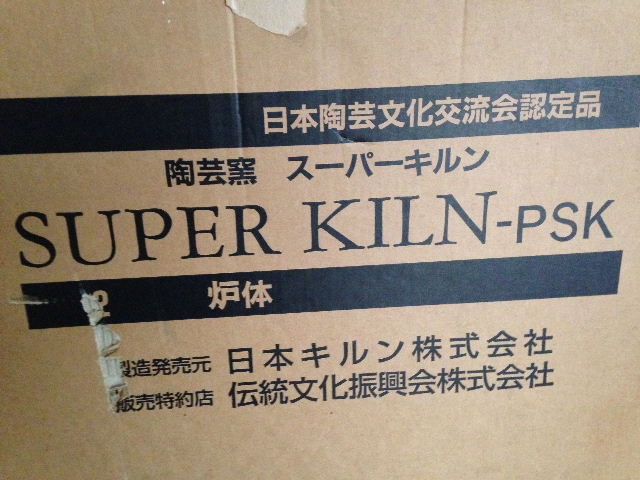 日本陶芸文化交流会認定品
陶芸窯 スーパーキルン
SUPER KILN-PSK
炉体
製造発売元 日本キルン株式会社
販売特約店 伝統文化振興会株式会社